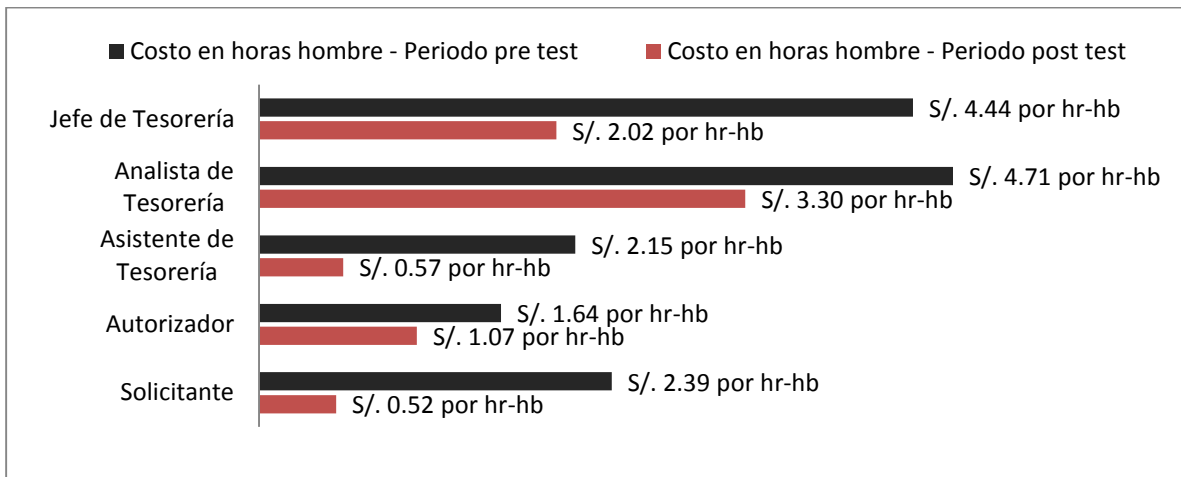 Costo en horas hombre - Periodo pre test
Costo en horas hombre - Periodo post test
Jefe de Tesorería
S/. 4.44 por hr-hb
S/. 2.02 por hr-hb
Analista de
Tesorería
S/. 4.71 por hr-hb
S/. 3.30 por hr-hb
Asistente de
Tesorería
S/. 2.15 por hr-hb
S/. 0.57 por hr-hb
Autorizador
S/. 1.64 por hr-hb
S/. 1.07 por hr-hb
Solicitante
S/. 2.39 por hr-hb
S/. 0.52 por hr-hb